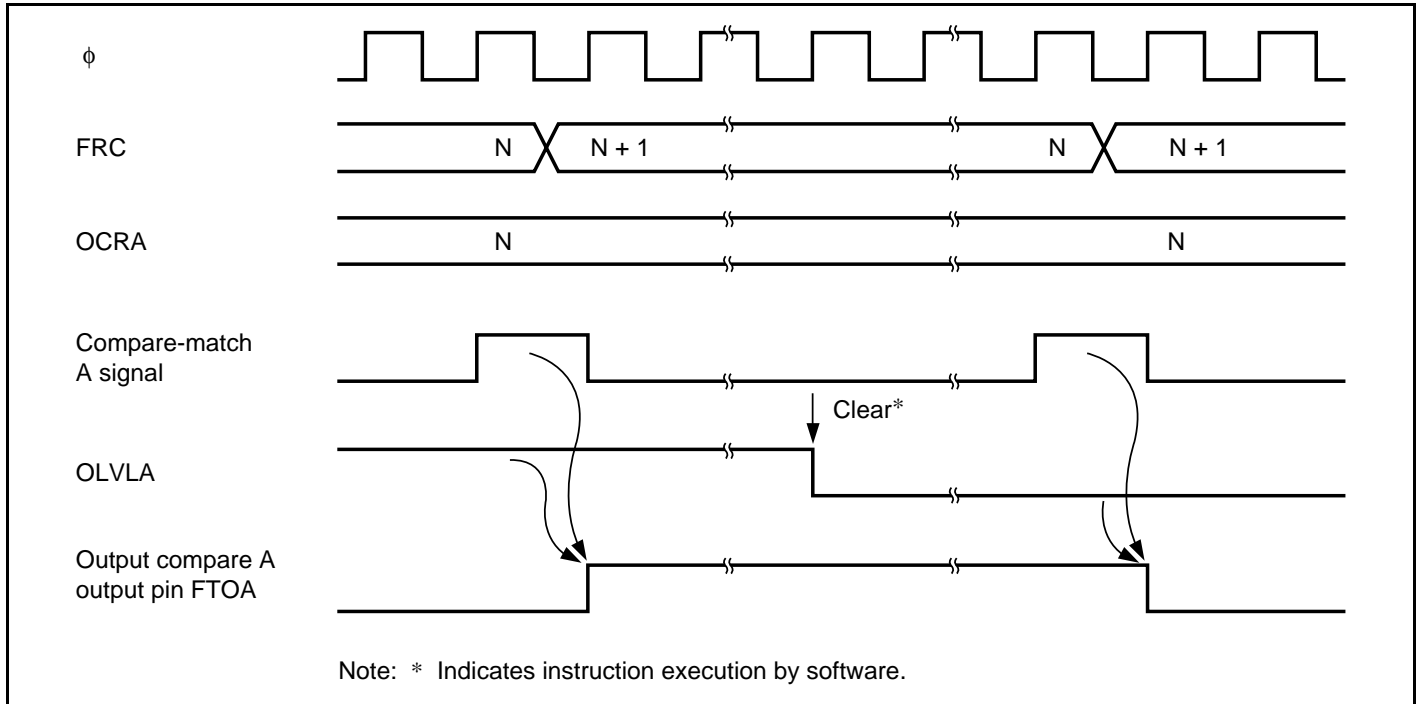 ϕ
FRC
N
N + 1
N
N + 1
OCRA
N
N
Compare-match
A signal
Clear*
OLVLA
Output compare A
output pin FTOA
Note: * Indicates instruction execution by software.